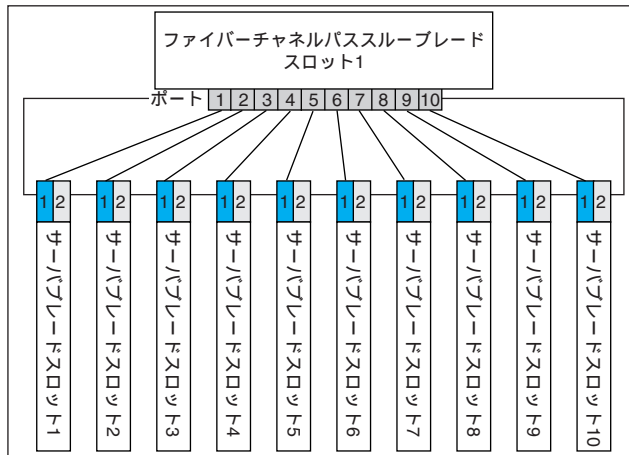 ファイバーチャネルパススルーブレード
スロット1
ポート 1 2 3 4 5 6 7 8 9 10
1 2 1 2 1 2 1 2 1 2 1 2 1 2 1 2 1 2 1 2
サーバブレードスロット1
サーバブレードスロット2
サーバブレードスロット3
サーバブレードスロット4
サーバブレードスロット5
サーバブレードスロット6
サーバブレードスロット7
サーバブレードスロット8
サーバブレードスロット9
サーバブレードスロット10